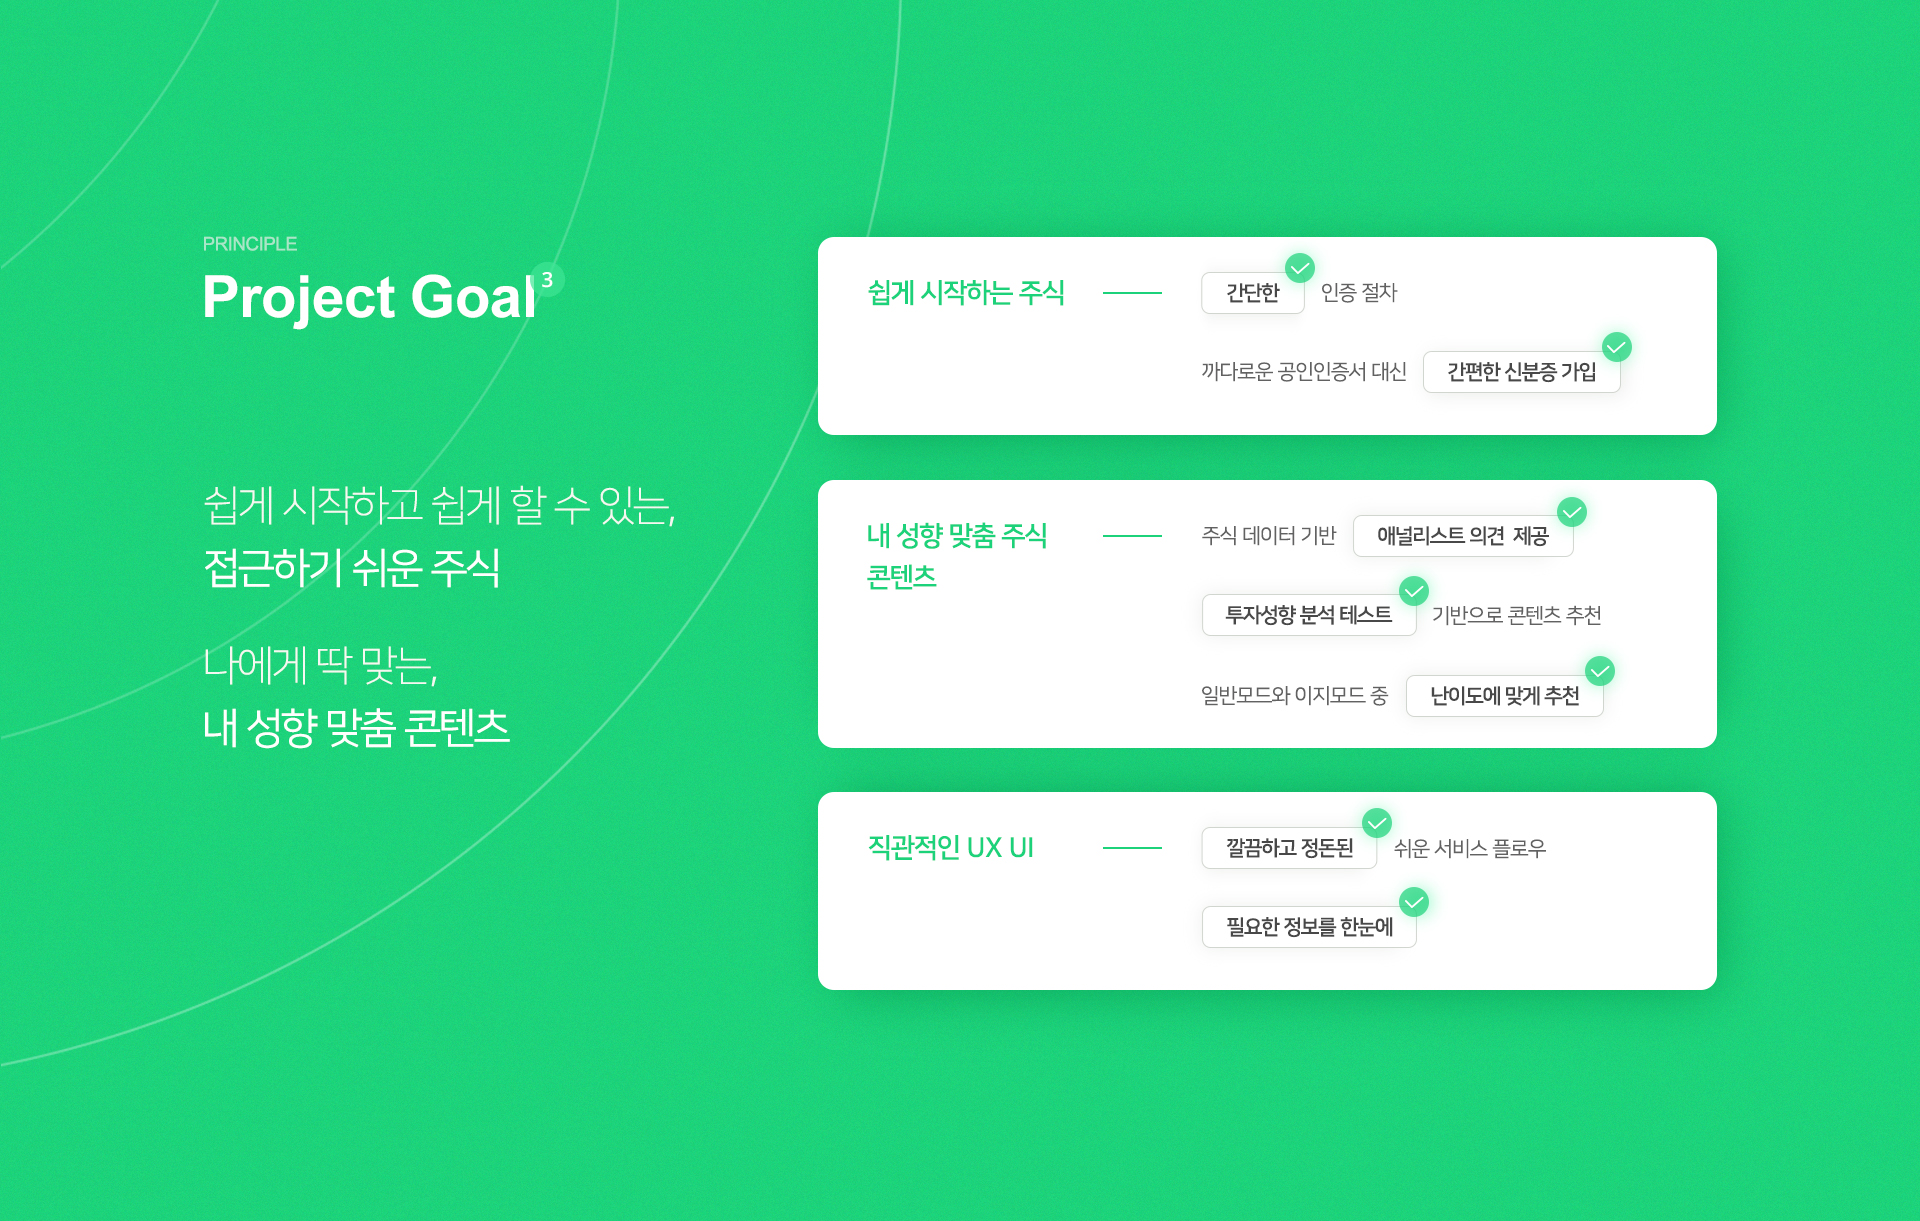 PRINCIPLE
Project Goal 3
쉽게 시작하고 쉽게 할 수 있는,
접근하기 쉬운 주식
나에게 딱 맞는,
내 성향 맞춤 콘텐츠
쉽게 시작하는 주식
간단한 인증 절차
까다로운 공인인증서 대신 간편한 신분증 가입
내 성향 맞춤 주식
콘텐츠
주식 데이터 기반 애널리스트 의견 제공
투자성향 분석 테스트 기반으로 콘텐츠 추천
일반모드와 이지모드 중 난이도에 맞게 추천
직관적인 UX UI
깔끔하고 정돈된 쉬운 서비스 플로우
필요한 정보를 한눈에